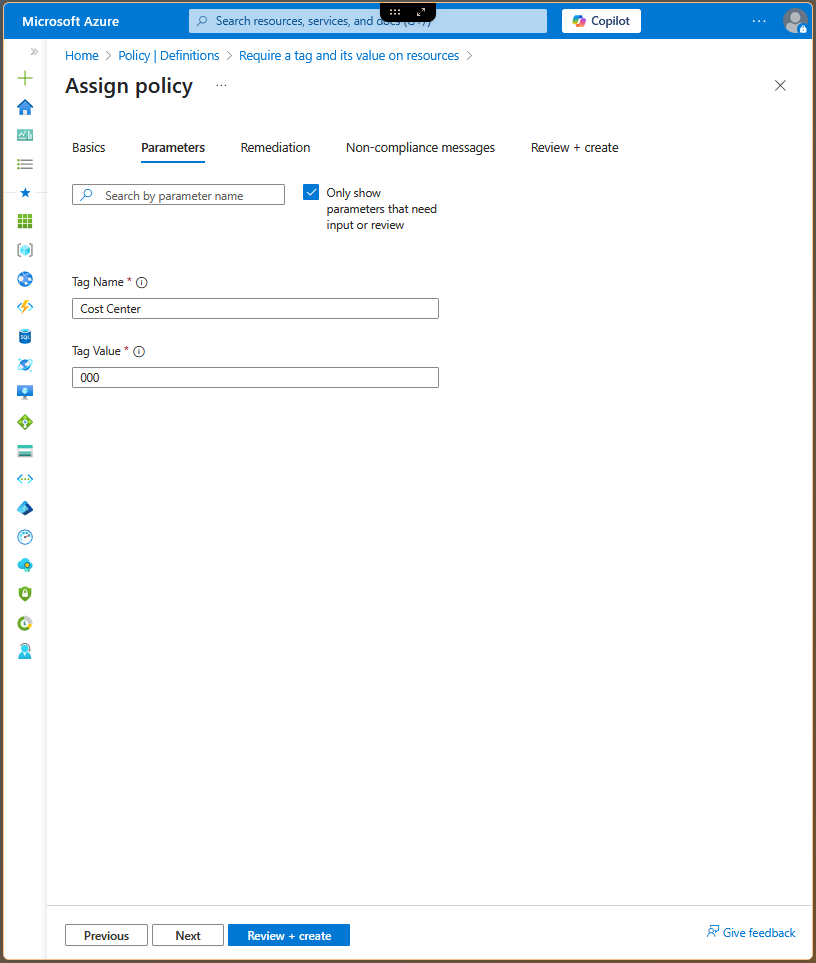 Microsoft Azure
Search resources, services, and docs (G+/)
Copilot
Home > Policy | Definitions > Require a tag and its value on resources >
Assign policy ...
Basics Parameters Remediation Non-compliance messages Review + create
Search by parameter name
Only show
parameters that need
input or review
Tag Name *
Cost Center
Tag Value *
000
Previous Next Review + create
Give feedback